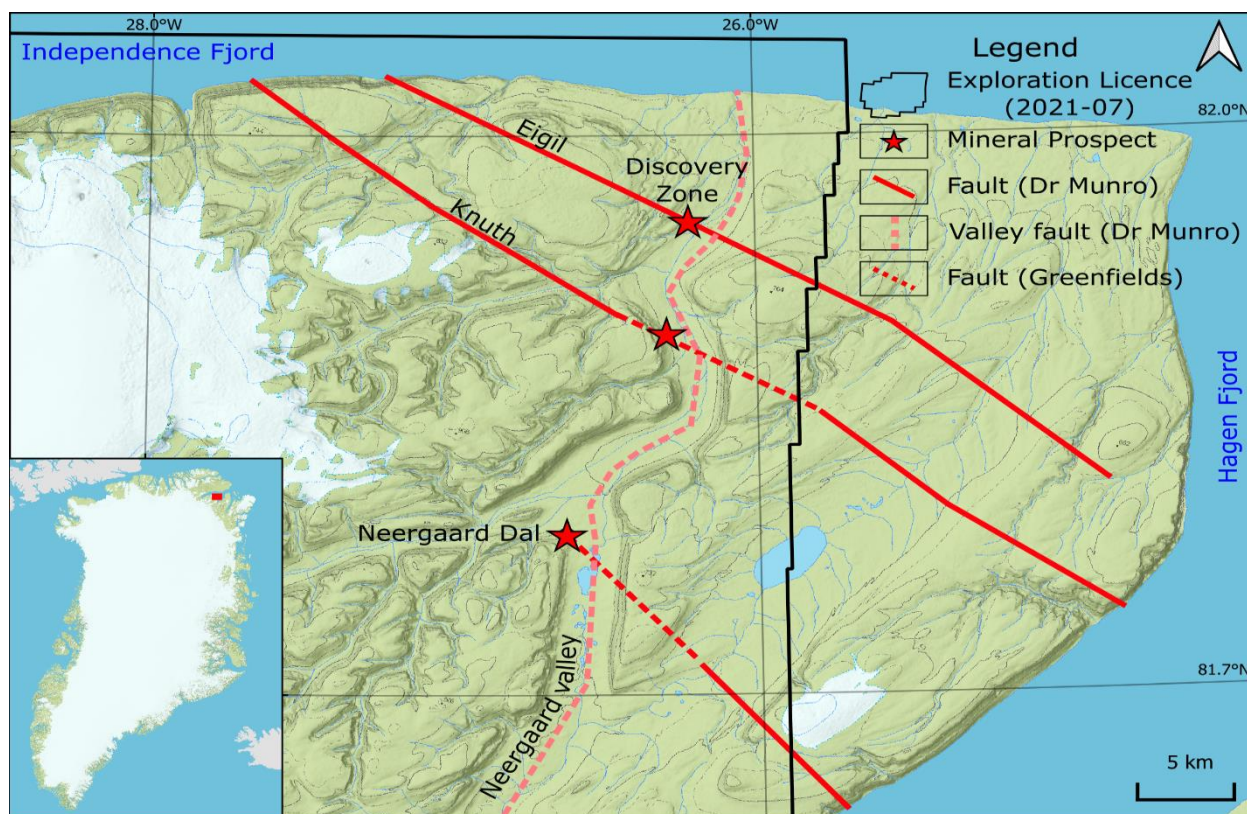 28.0°W
26.0°W
Independence Fjord
Legend
Exploration Licence
(2021-07)
82.0°N
Mineral Prospect
Eigil
Discovery
Zone
Fault (Dr Munro)
Knuth
Valley fault (Dr Munro)
Fault (Greenfields)
Hagen Fjord
Neergaard Dal
Neergaard valley
81.7°N
5 km